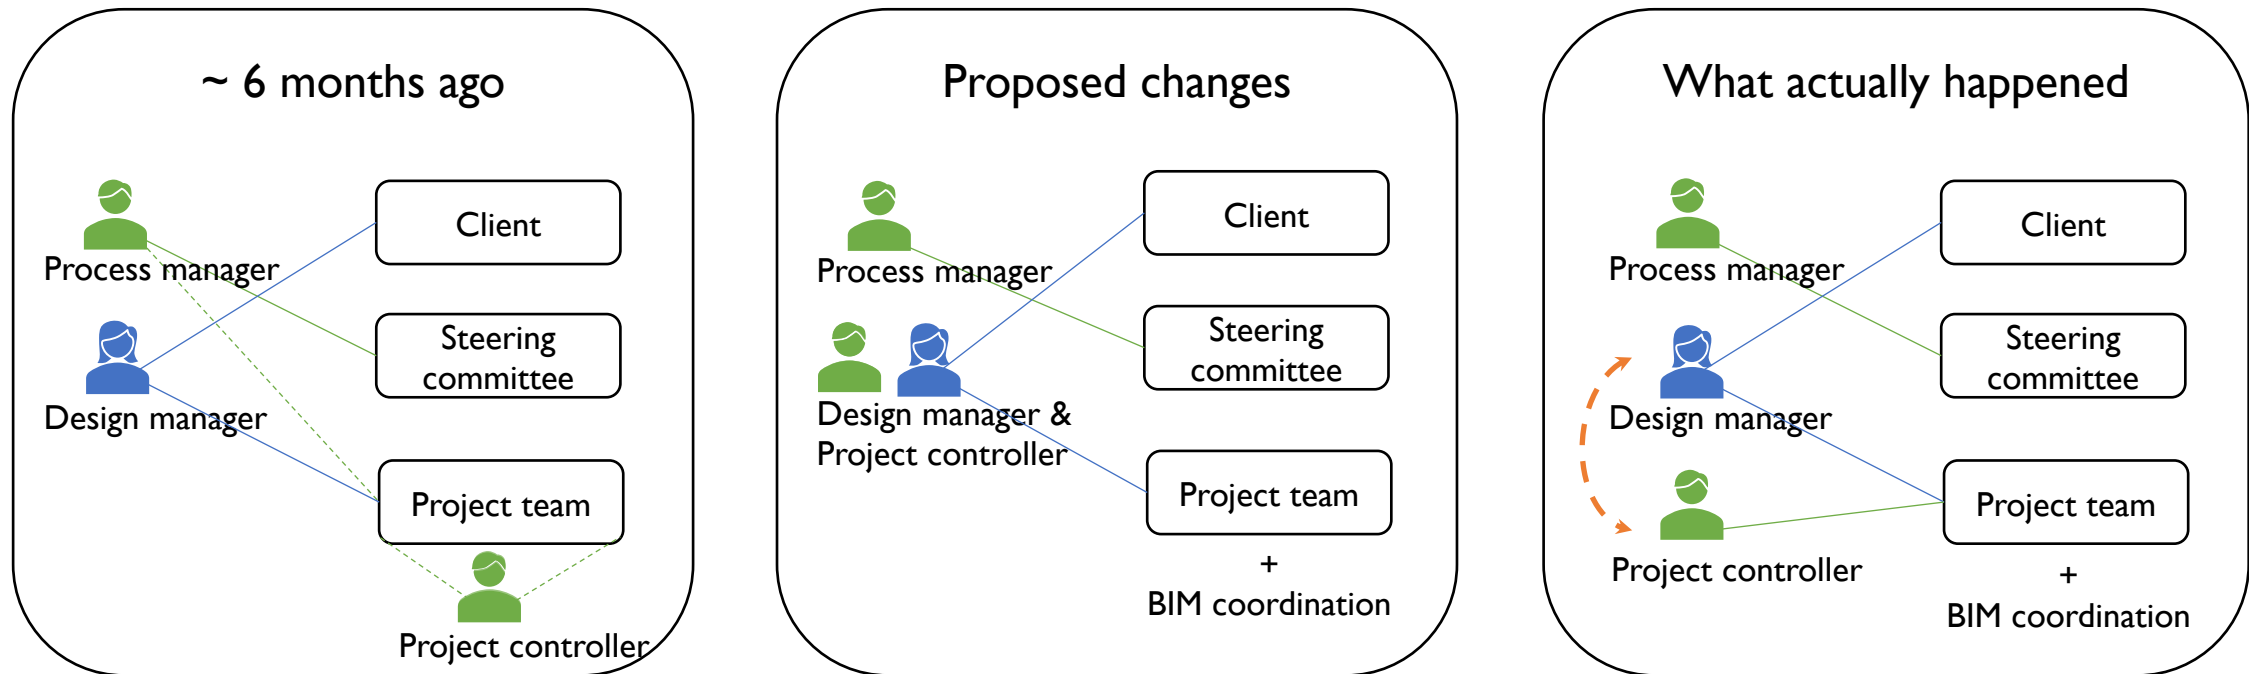 ~ 6 months ago
Process manager
Design manager
Client
Steering
committee
Project team
Project controller
Proposed changes
Process manager
Design manager &
Project controller
Client
Steering
committee
Project team
+
BIM coordination
What actually happened
Process manager
Design manager
Project controller
Client
Steering
committee
Project team
+
BIM coordination